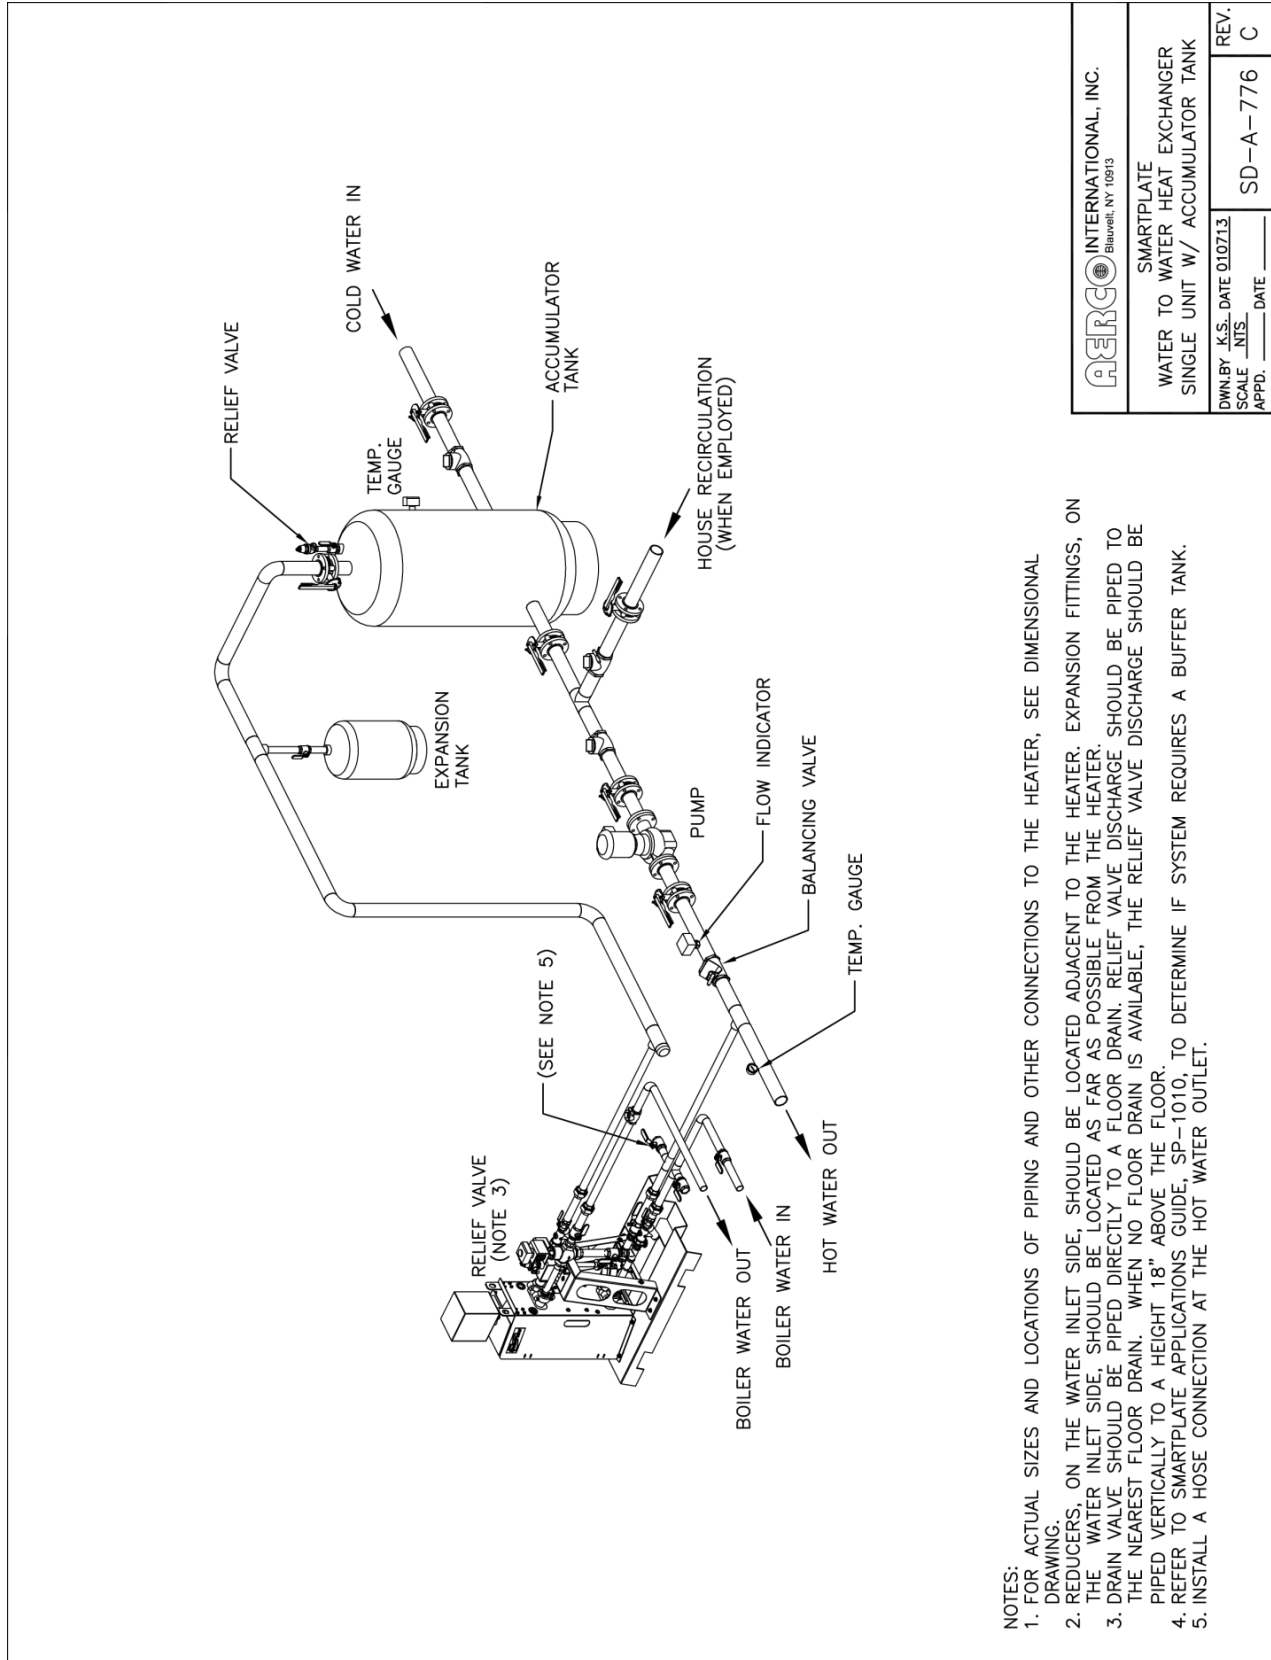 RELIEF VALVE
COLD WATER IN
TEMP.
GAUGE
ACCUMULATOR
TANK
HOUSE RECIRCULATION
(WHEN EMPLOYED)
EXPANSION
TANK
PUMP
FLOW INDICATOR
BALANCING VALVE
TEMP. GAUGE
(SEE NOTE 5)
RELIEF VALVE
(NOTE 3)
BOILER WATER OUT
BOILER WATER IN
HOT WATER OUT
NOTES:
1. FOR ACTUAL SIZES AND LOCATIONS OF PIPING AND OTHER CONNECTIONS TO THE HEATER, SEE DIMENSIONAL
DRAWING.
2. REDUCERS, ON THE WATER INLET SIDE, SHOULD BE LOCATED ADJACENT TO THE HEATER. EXPANSION FITTINGS, ON
THE WATER INLET SIDE, SHOULD BE LOCATED AS FAR AS POSSIBLE FROM THE HEATER.
3. DRAIN VALVE SHOULD BE PIPED DIRECTLY TO A FLOOR DRAIN. RELIEF VALVE DISCHARGE SHOULD BE PIPED TO
THE NEAREST FLOOR DRAIN. WHEN NO FLOOR DRAIN IS AVAILABLE, THE RELIEF VALVE DISCHARGE SHOULD BE
PIPED VERTICALLY TO A HEIGHT 18" ABOVE THE FLOOR.
4. REFER TO SMARTPLATE APPLICATIONS GUIDE, SP-1010, TO DETERMINE IF SYSTEM REQUIRES A BUFFER TANK.
5. INSTALL A HOSE CONNECTION AT THE HOT WATER OUTLET.
AERCO INTERNATIONAL, INC.
Blauvelt, NY 10913
SMARTPLATE
WATER TO WATER HEAT EXCHANGER
SINGLE UNIT W/ ACCUMULATOR TANK
DWN.BY K.S. DATE 010713
SCALE NTS
APPD. DATE
SD-A-776
REV.
C